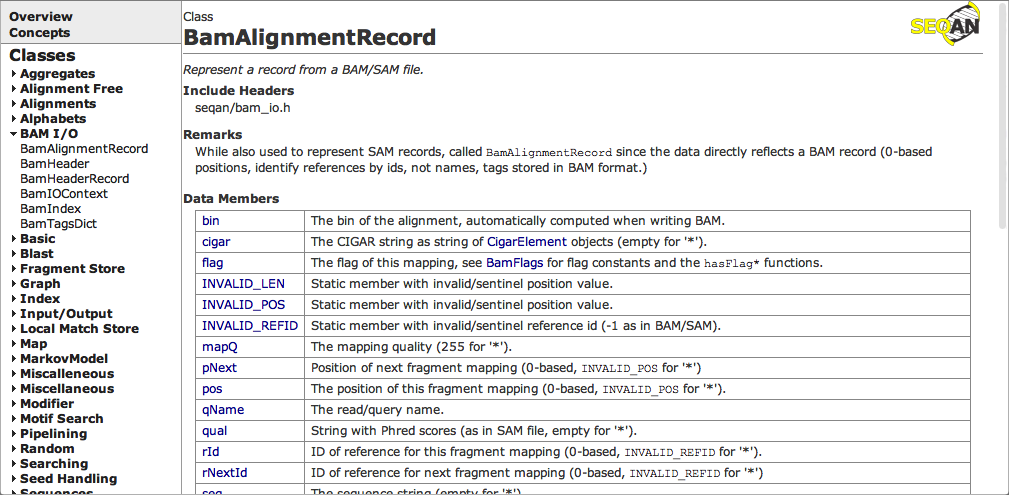 Overview
Concepts
Classes
Aggregates
Alignment Free
Alignments
Alphabets
BAM I/O
BamAlignmentRecord
BamHeader
BamHeaderRecord
BamIOContext
BamIndex
BamTagsDict
Basic
Blast
Fragment Store
Graph
Index
Input/Output
Local Match Store
Map
MarkovModel
Miscalleneous
Miscellaneous
Modifier
Motif Search
Pipelining
Random
Searching
Seed Handling
Sequences
Class
BamAlignmentRecord
SEQAN
Represent a record from a BAM/SAM file.
Include Headers
seqan/bam_io.h
Remarks
While also used to represent SAM records, called BamAlignmentRecord since the data directly reflects a BAM record (0-based
positions, identify references by ids, not names, tags stored in BAM format.)
Data Members
bin The bin of the alignment, automatically computed when writing BAM.
cigar The CIGAR string as string of CigarElement objects (empty for '*').
flag The flag of this mapping, see BamFlags for flag constants and the hasFlag* functions.
INVALID_LEN Static member with invalid/sentinel position value.
INVALID_POS Static member with invalid/sentinel position value.
INVALID_REFID Static member with invalid/sentinel reference id (-1 as in BAM/SAM).
mapQ The mapping quality (255 for '*').
pNext Position of next fragment mapping (0-based, INVALID_POS for '*')
pos The position of this fragment mapping (0-based, INVALID_POS for '*').
qName The read/query name.
qual String with Phred scores (as in SAM file, empty for '*').
rId ID of reference for this fragment mapping (0-based, INVALID_REFID for '*').
rNextId ID of reference for next fragment mapping (0-based, INVALID_REFID for '*')
seq The sequence string (empty for '*').